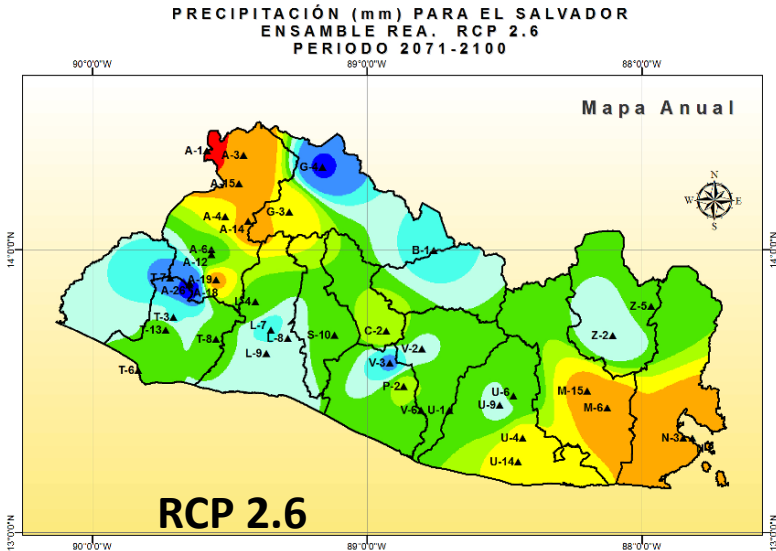 PRECIPITACIÓN (mm) PARA EL SALVADOR
ENSAMBLE REA. RCP 2.6
PERIODO 2071-2100
90°0'0"W 89°0'0"W 88°0'0"W
Mapa Anual
A-1
A-3
G-4
A-15
N
W E
S
A-4
G-3
A-14
14°0'0"N
A-6
B-1
14°0'0"N
A-12
T-7
A-19
A-18
L-4
Z-5
T-3
T-13
L-7
C-2
Z-2
T-8
L-8
S-10
L-9
V-2
V-3
T-6
P-2
M-15
U-6
U-9
M-6
V-6
U-1
U-4
N-3
U-14
RCP 2.6
13°0'0"N
13°0'0"N
90°0'0"W 89°0'0"W 88°0'0"W